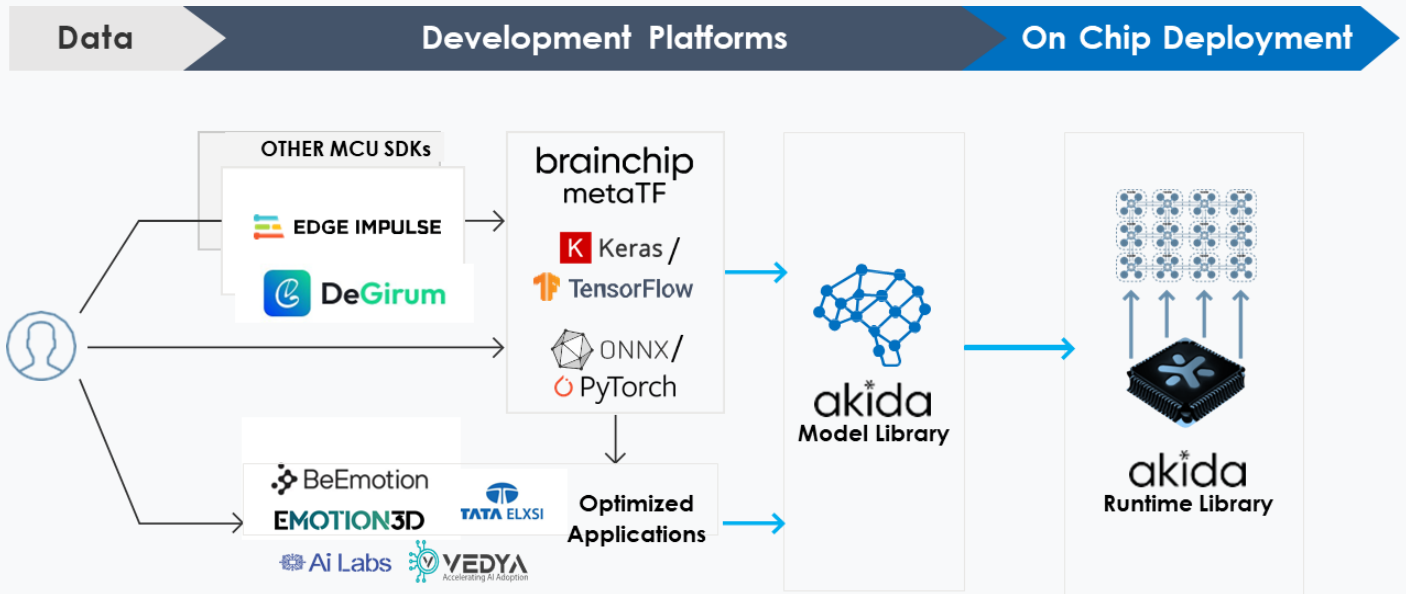 Data
Development Platforms
On Chip Deployment
OTHER MCU SDKs
EDGE IMPULSE
DeGirum
brainchip
metaTF
K Keras /
TensorFlow
ONNX/
PyTorch
akida
Model Library
akida
Runtime Library
BeEmotion
EMOTION3D
TATA ELXSI
Optimized
Applications
Ai Labs
V VEDYA
Accelerating AI Adoption